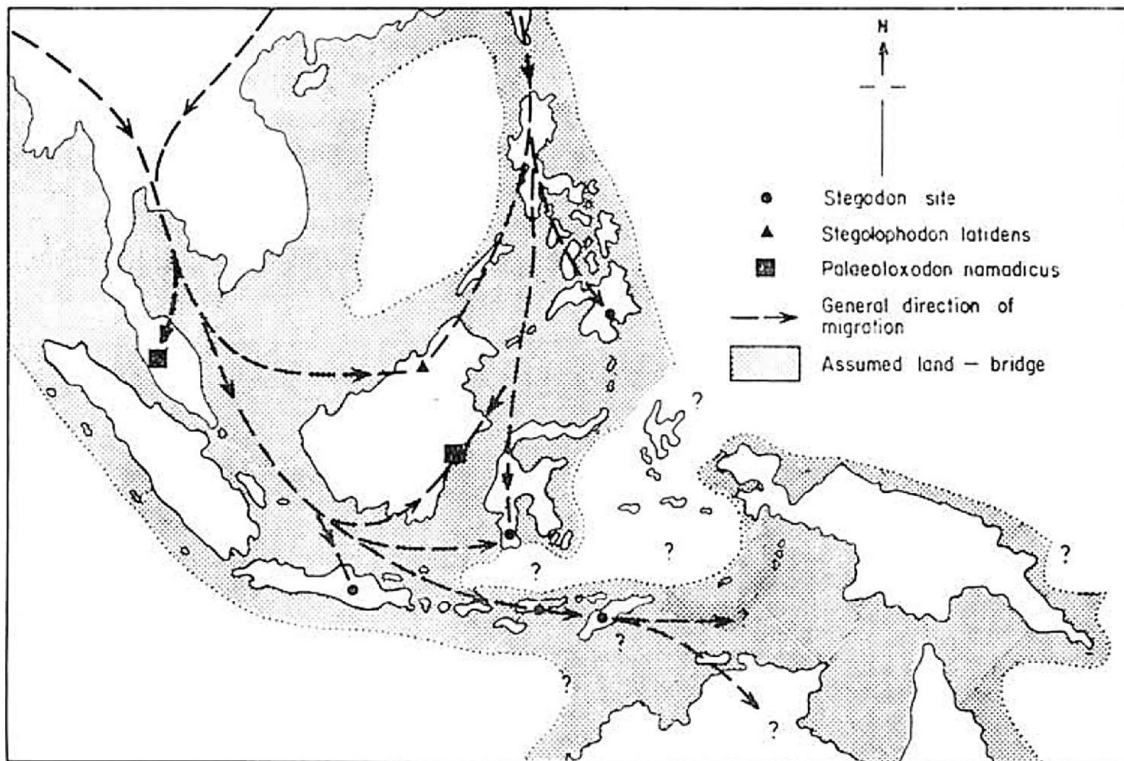 N
Stegodon site
Stegolophodon latidens
Palaeoloxodon namadicus
General direction of
migration
Assumed land – bridge
?
?
?
?
?
?
?
?